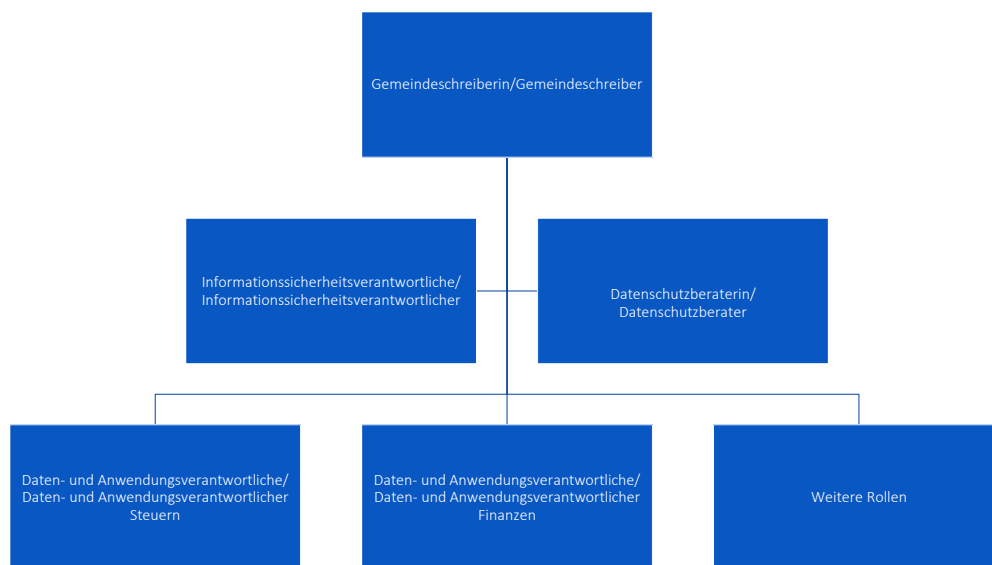 Gemeindeschreiberin/Gemeindeschreiber
Informationssicherheitsverantwortliche/
Informationssicherheitsverantwortlicher
Datenschutzberaterin/
Datenschutzberater
Daten- und Anwendungsverantwortliche/
Daten- und Anwendungsverantwortlicher
Steuern
Daten- und Anwendungsverantwortliche/
Daten- und Anwendungsverantwortlicher
Finanzen
Weitere Rollen